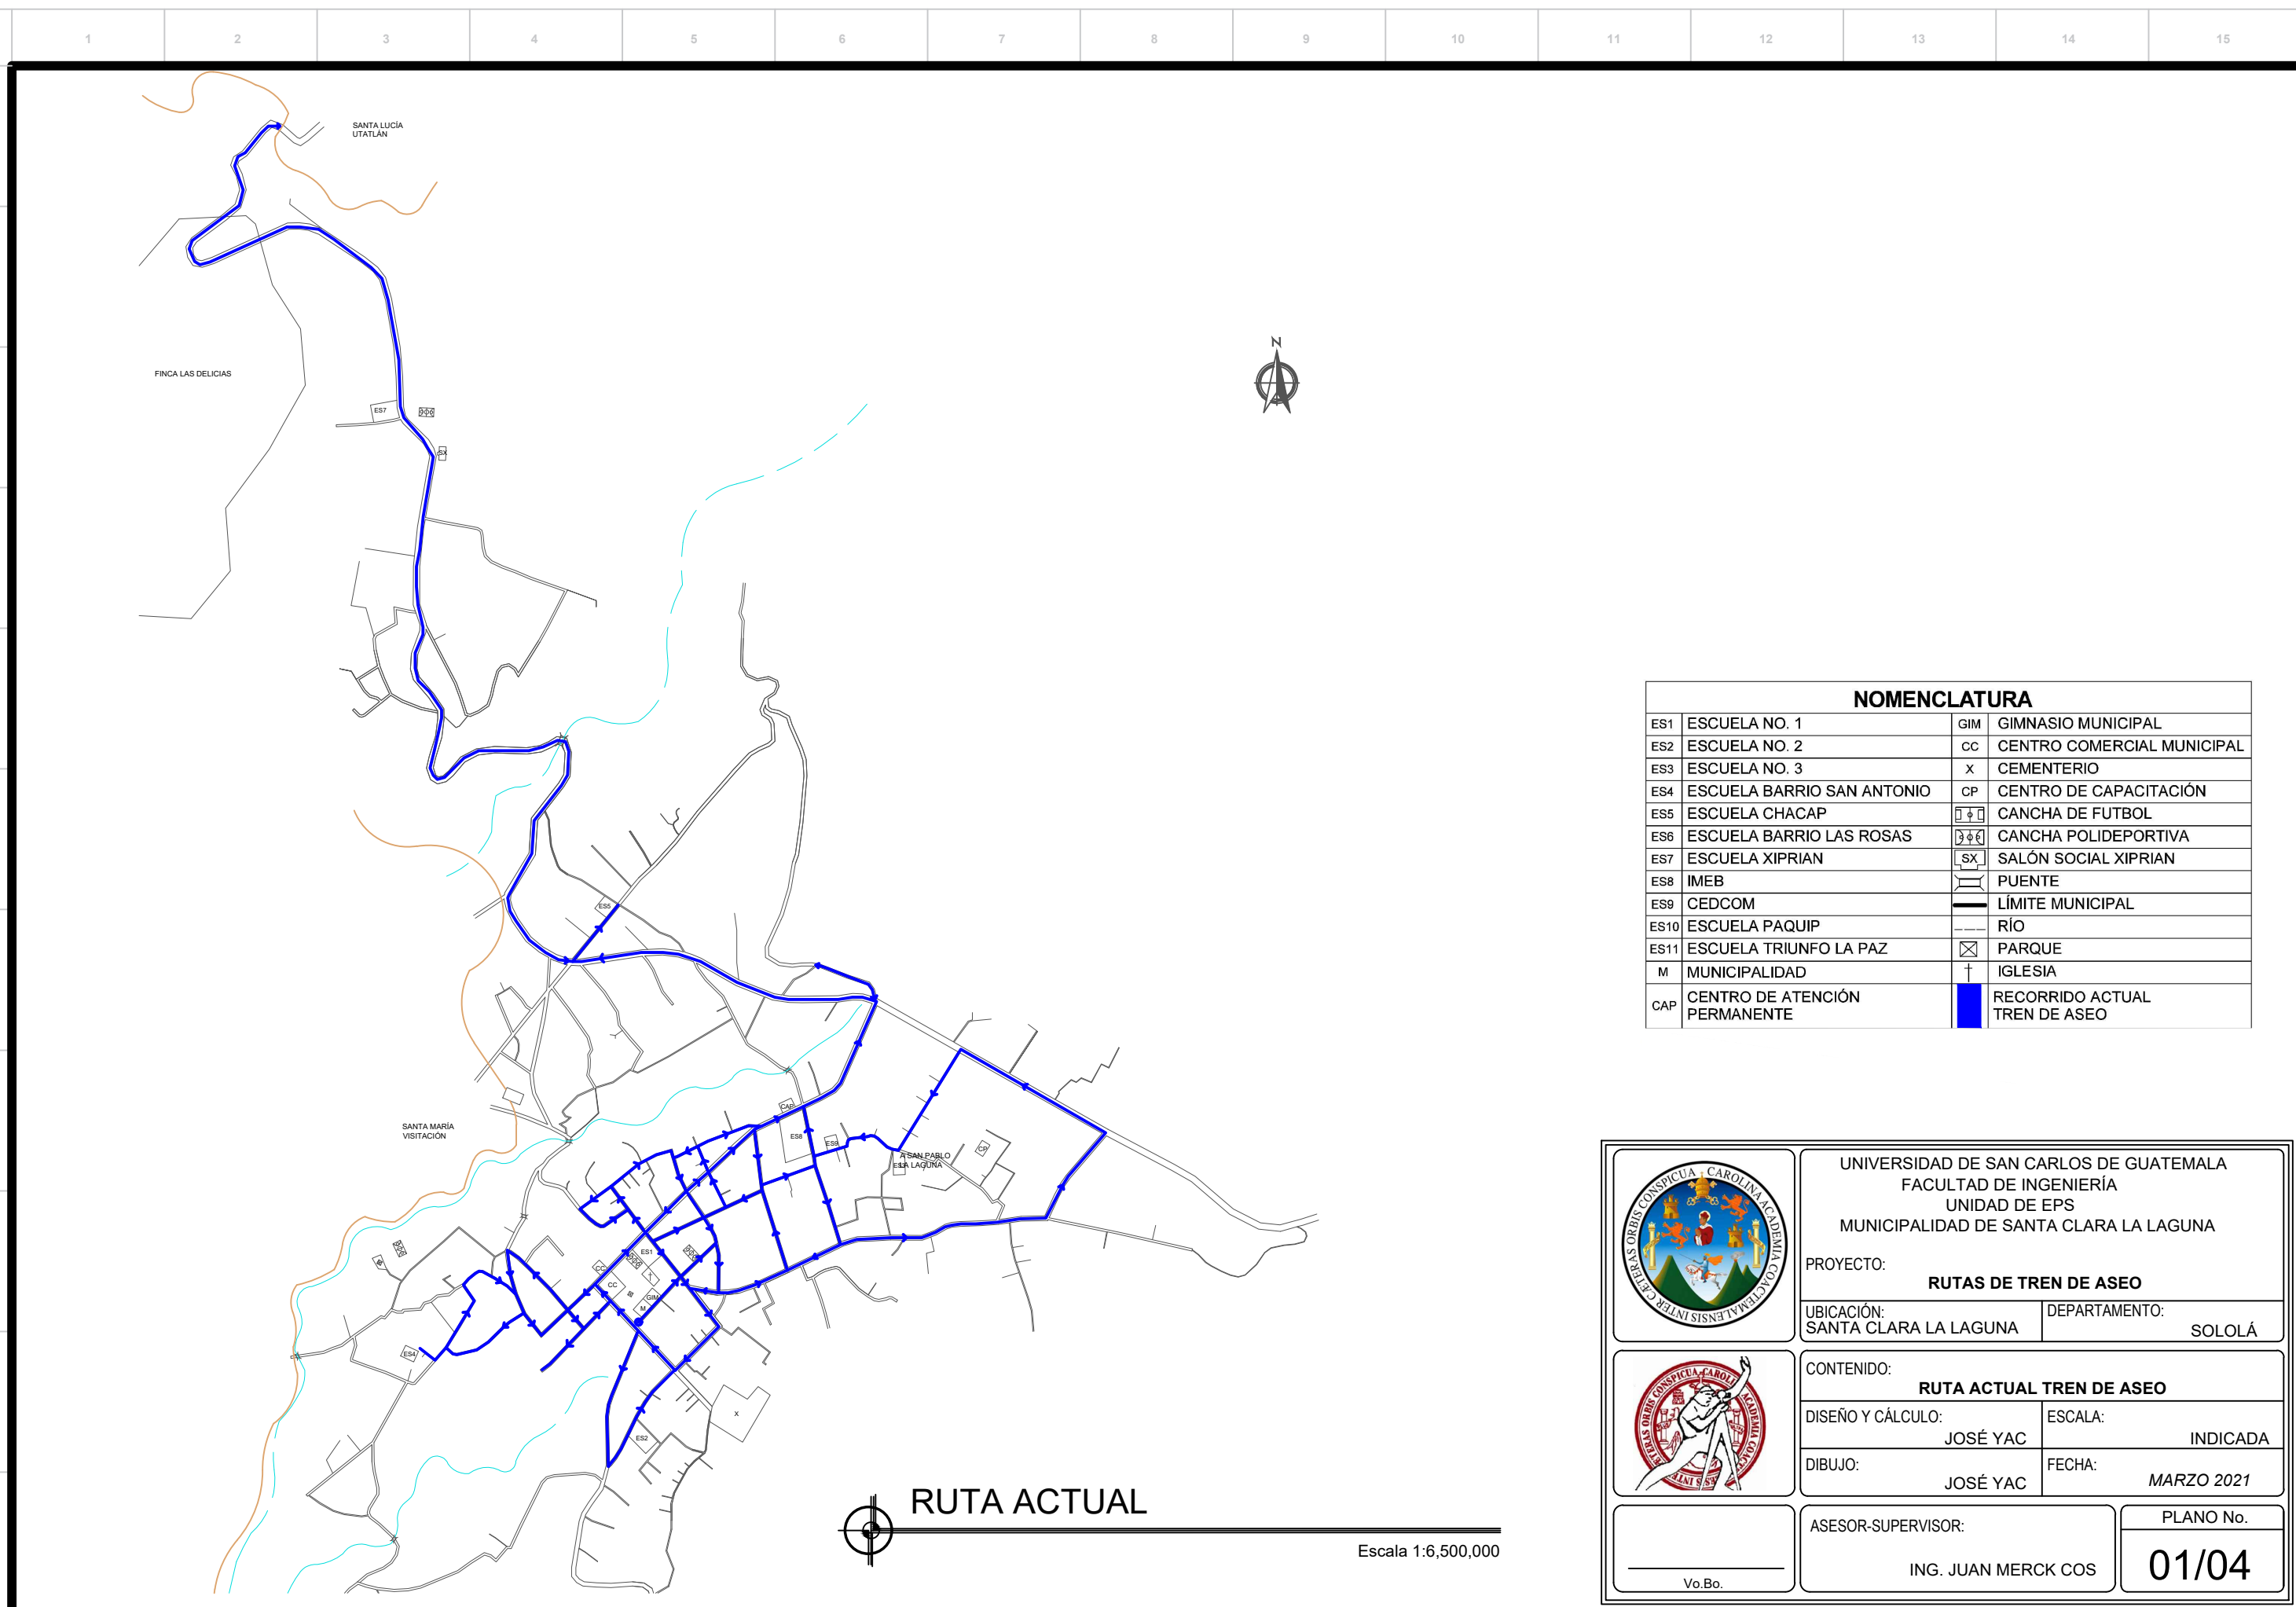 1 2 3 4 5 6 7 8 9 10 11 12 13 14 15
SANTA LUCÍA
UTATLÁN
N
FINCA LAS DELICIAS
ES7
SX
ES5
CAP
ES8
ES9
CP
A SAN PABLO
LA LAGUNA
SANTA MARÍA
VISITACIÓN
ES1
CC
CC
GIM
M
ES4
X
ES2
NOMENCLATURA
ES1 ESCUELA NO. 1 GIM GIMNASIO MUNICIPAL
ES2 ESCUELA NO. 2 CC CENTRO COMERCIAL MUNICIPAL
ES3 ESCUELA NO. 3 X CEMENTERIO
ES4 ESCUELA BARRIO SAN ANTONIO CP CENTRO DE CAPACITACIÓN
ES5 ESCUELA CHACAP CANCHA DE FUTBOL
ES6 ESCUELA BARRIO LAS ROSAS CANCHA POLIDEPORTIVA
ES7 ESCUELA XIPRIAN SX SALÓN SOCIAL XIPRIAN
ES8 IMEB PUENTE
ES9 CEDCOM LÍMITE MUNICIPAL
ES10 ESCUELA PAQUIP RÍO
ES11 ESCUELA TRIUNFO LA PAZ PARQUE
M MUNICIPALIDAD IGLESIA
CAP CENTRO DE ATENCIÓN
PERMANENTE
RECORRIDO ACTUAL
TREN DE ASEO
RUTA ACTUAL
Escala 1:6,500,000
UNIVERSIDAD DE SAN CARLOS DE GUATEMALA
FACULTAD DE INGENIERÍA
UNIDAD DE EPS
MUNICIPALIDAD DE SANTA CLARA LA LAGUNA
PROYECTO:
RUTAS DE TREN DE ASEO
UBICACIÓN:
SANTA CLARA LA LAGUNA
DEPARTAMENTO:
SOLOLÁ
CONTENIDO:
RUTA ACTUAL TREN DE ASEO
DISEÑO Y CÁLCULO:
JOSÉ YAC
ESCALA:
INDICADA
DIBUJO:
JOSÉ YAC
FECHA:
MARZO 2021
Vo.Bo.
ASESOR-SUPERVISOR:
ING. JUAN MERCK COS
PLANO No.
01/04
CAROLINA ACADEMIA COACTEMALENSIS INTER CÆTERAS ORBIS CONSPICUA